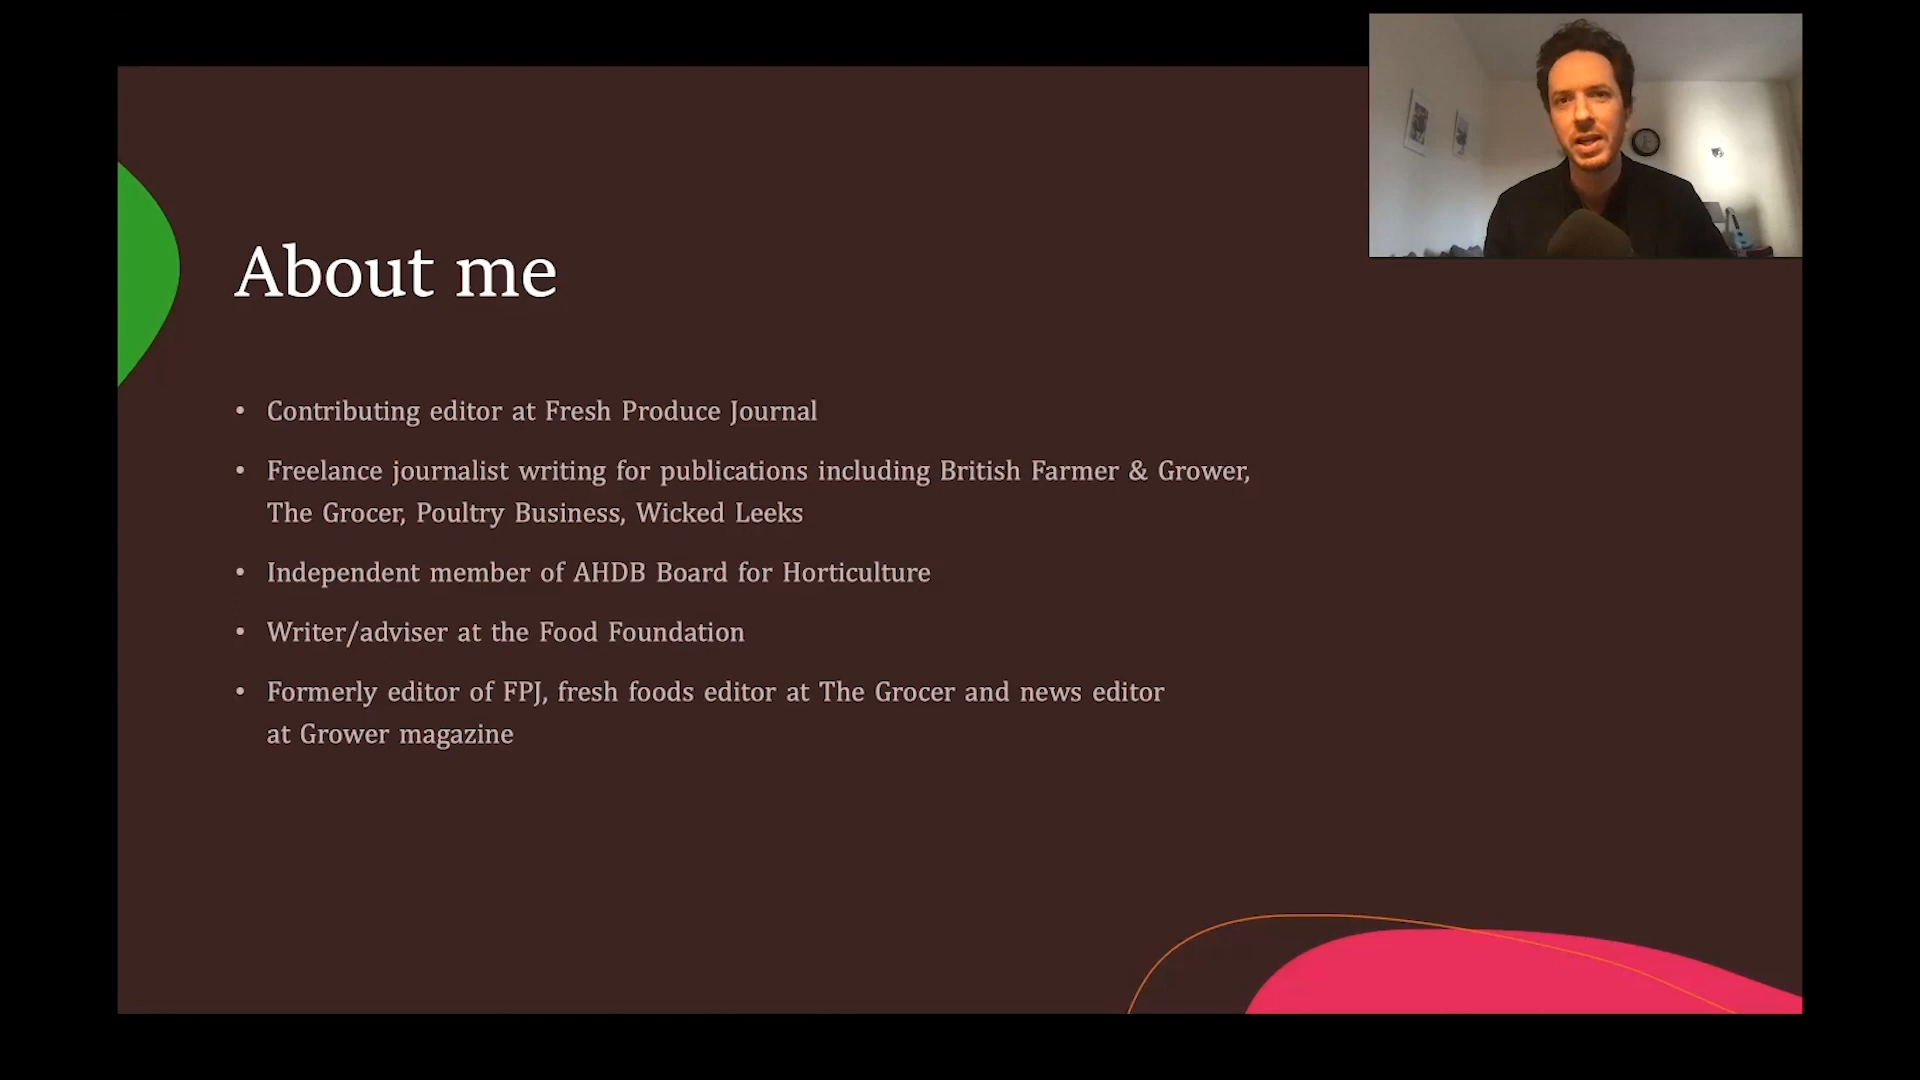 About me
• Contributing editor at Fresh Produce Journal
• Freelance journalist writing for publications including British Farmer & Grower,
The Grocer, Poultry Business, Wicked Leeks
• Independent member of AHDB Board for Horticulture
• Writer/adviser at the Food Foundation
• Formerly editor of FPJ, fresh foods editor at The Grocer and news editor
at Grower magazine